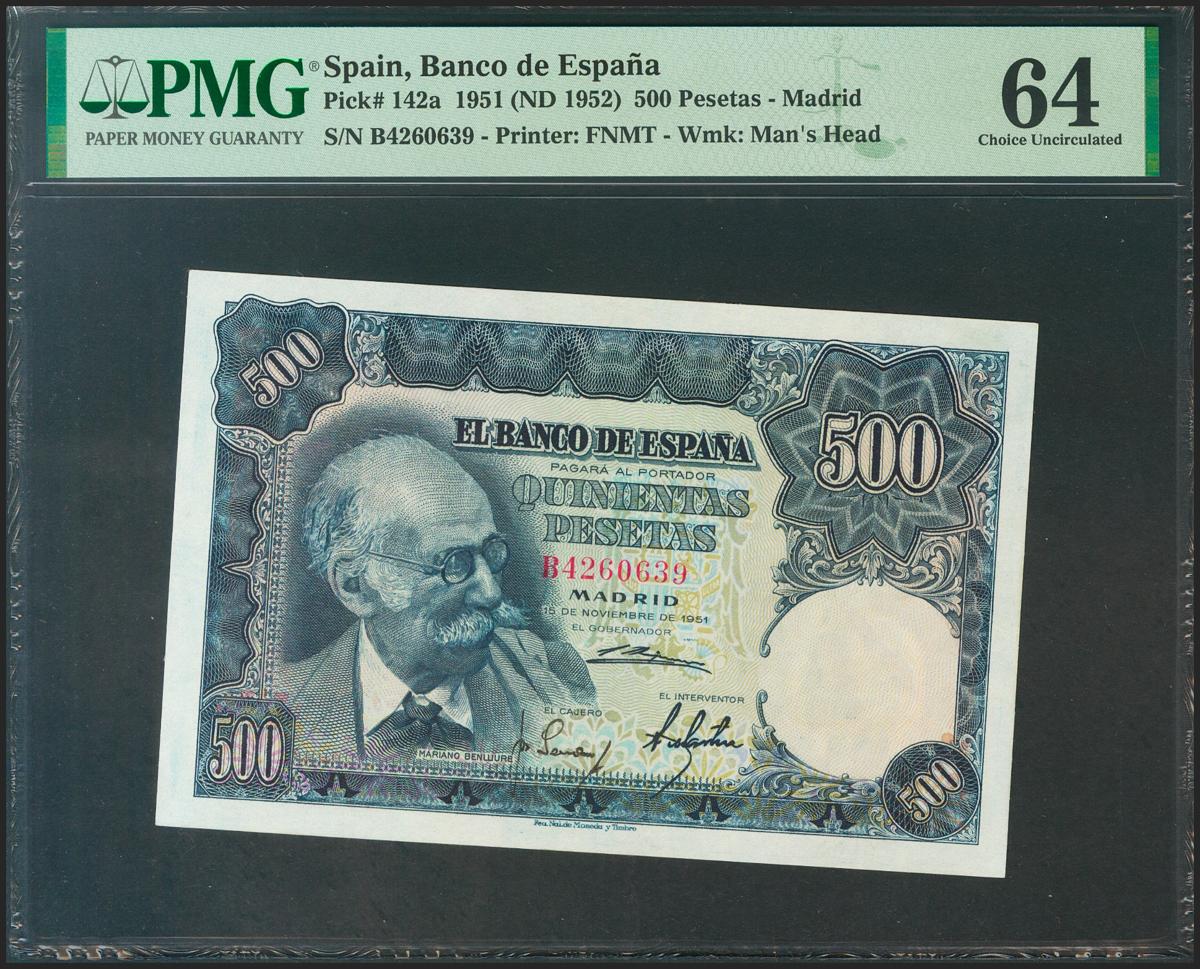 PMG®
PAPER MONEY GUARANTY
Spain, Banco de España
Pick# 142a 1951 (ND 1952) 500 Pesetas - Madrid
S/N B4260639 - Printer: FNMT - Wmk: Man's Head
64
Choice Uncirculated
500
500
EL BANCO DE ESPAÑA
PAGARÁ AL PORTADOR
QUINIENTAS
PESETAS
B4260639
MADRID
15 DE NOVIEMBRE DE 1951
EL GOBERNADOR
EL INTERVENTOR
EL CAJERO
MARIANO BENLLIURE
500
500
Fca. Nal. de Moneda y Timbre